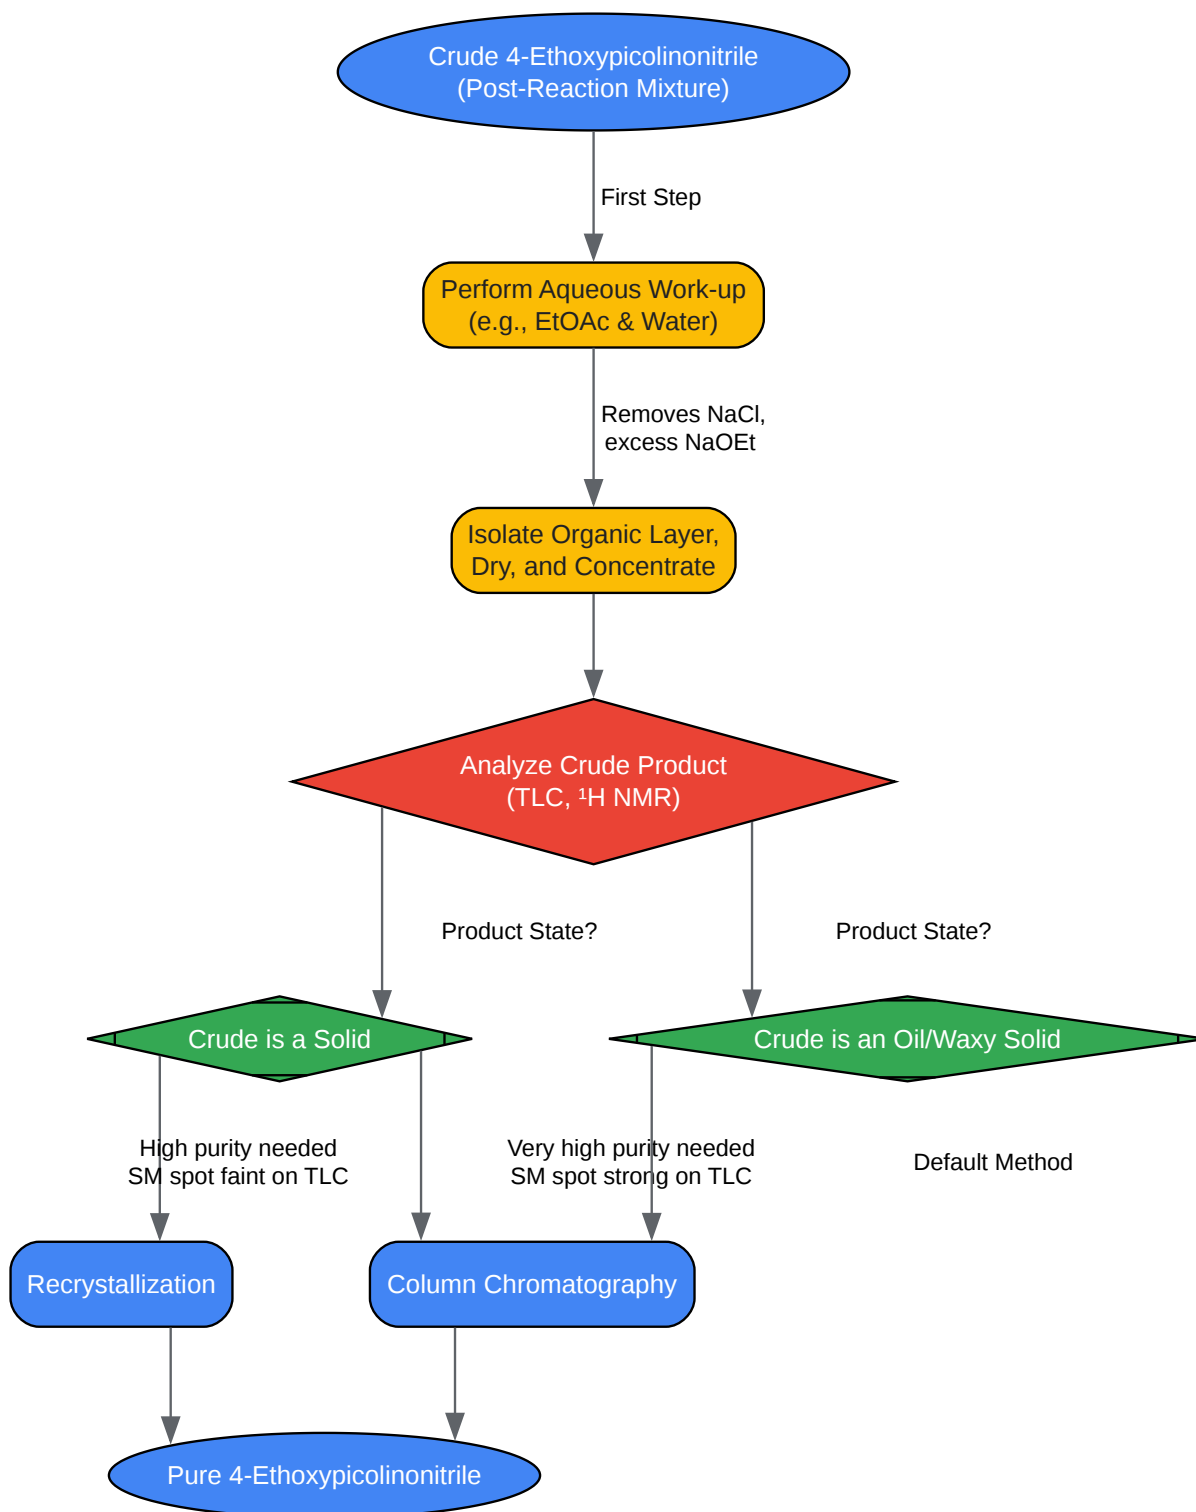 Crude 4-Ethoxypicolinonitrile
(Post-Reaction Mixture)
First Step
Perform Aqueous Work-up
(e.g., EtOAc & Water)
Removes NaCl,
excess NaOEt
Isolate Organic Layer,
Dry, and Concentrate
Analyze Crude Product
(TLC, ¹H NMR)
Product State?
Product State?
Crude is a Solid
Crude is an Oil/Waxy Solid
High purity needed
SM spot faint on TLC
Very high purity needed
SM spot strong on TLC
Default Method
Recrystallization
Column Chromatography
Pure 4-Ethoxypicolinonitrile